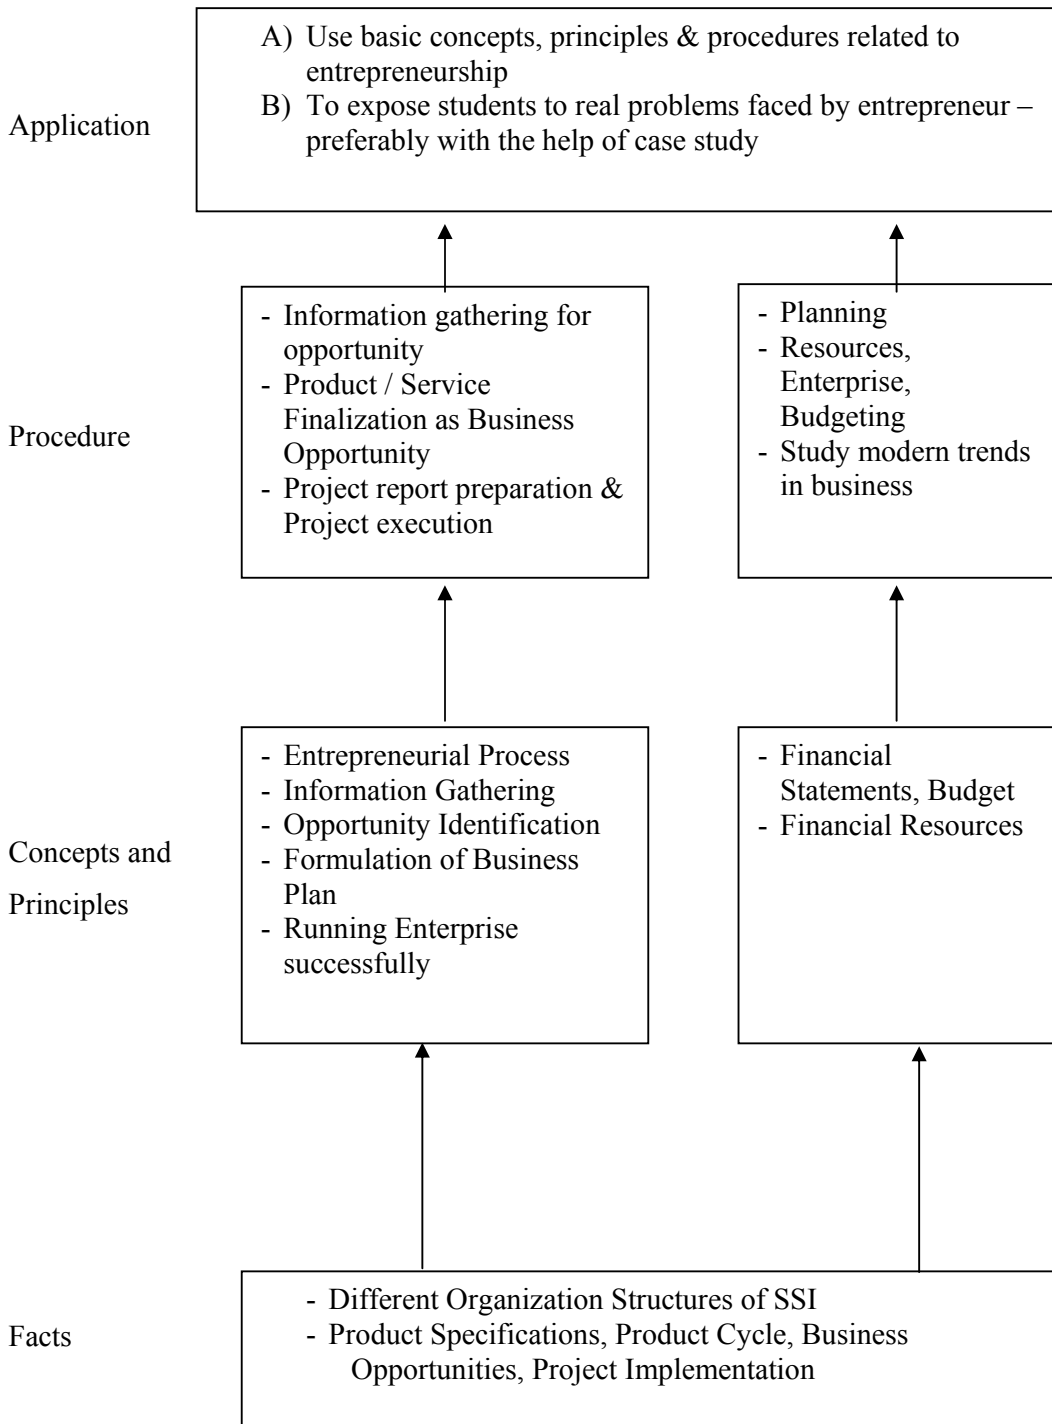 A) Use basic concepts, principles & procedures related to
entrepreneurship
B) To expose students to real problems faced by entrepreneur –
preferably with the help of case study
Application
- Information gathering for
opportunity
- Product / Service
Finalization as Business
Opportunity
- Project report preparation &
Project execution
- Planning
- Resources,
Enterprise,
Budgeting
- Study modern trends
in business
Procedure
- Entrepreneurial Process
- Information Gathering
- Opportunity Identification
- Formulation of Business
Plan
- Running Enterprise
successfully
- Financial
Statements, Budget
- Financial Resources
Concepts and
Principles
- Different Organization Structures of SSI
- Product Specifications, Product Cycle, Business
Opportunities, Project Implementation
Facts